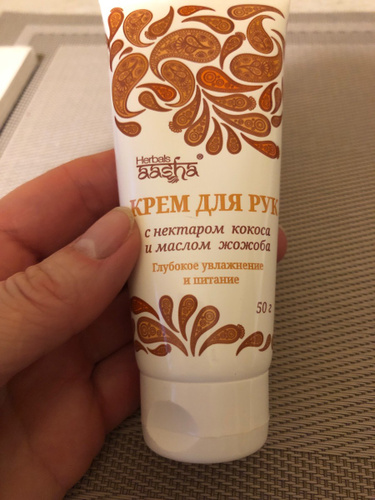 Herbals
aasha®
КРЕМ ДЛЯ РУК
с нектаром кокоса
и маслом жожоба
Глубокое увлажнение
и питание
50 г